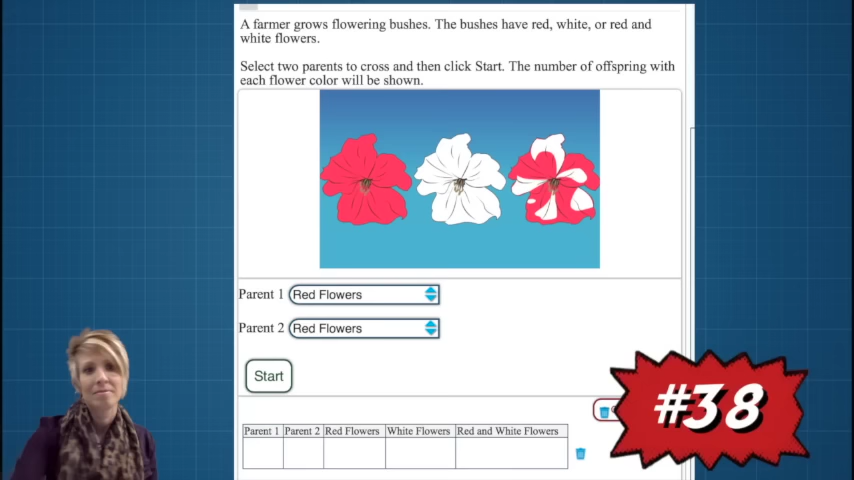 A farmer grows flowering bushes. The bushes have red, white, or red and
white flowers.
Select two parents to cross and then click Start. The number of offspring with
each flower color will be shown.
Parent 1 Red Flowers
Parent 2 Red Flowers
Start
#38
Parent 1 Parent 2 Red Flowers White Flowers Red and White Flowers